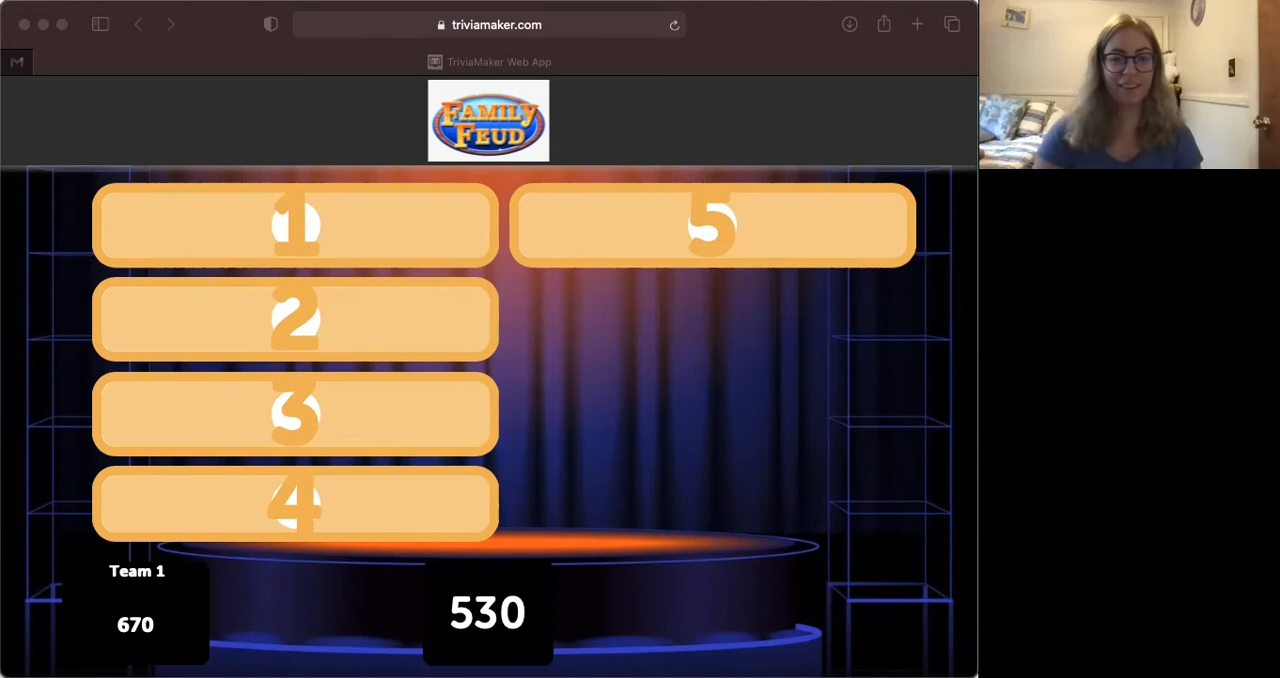 triviamaker.com
M
TriviaMaker Web App
FAMILY
FEUD
1
5
2
3
4
Team 1
670
530